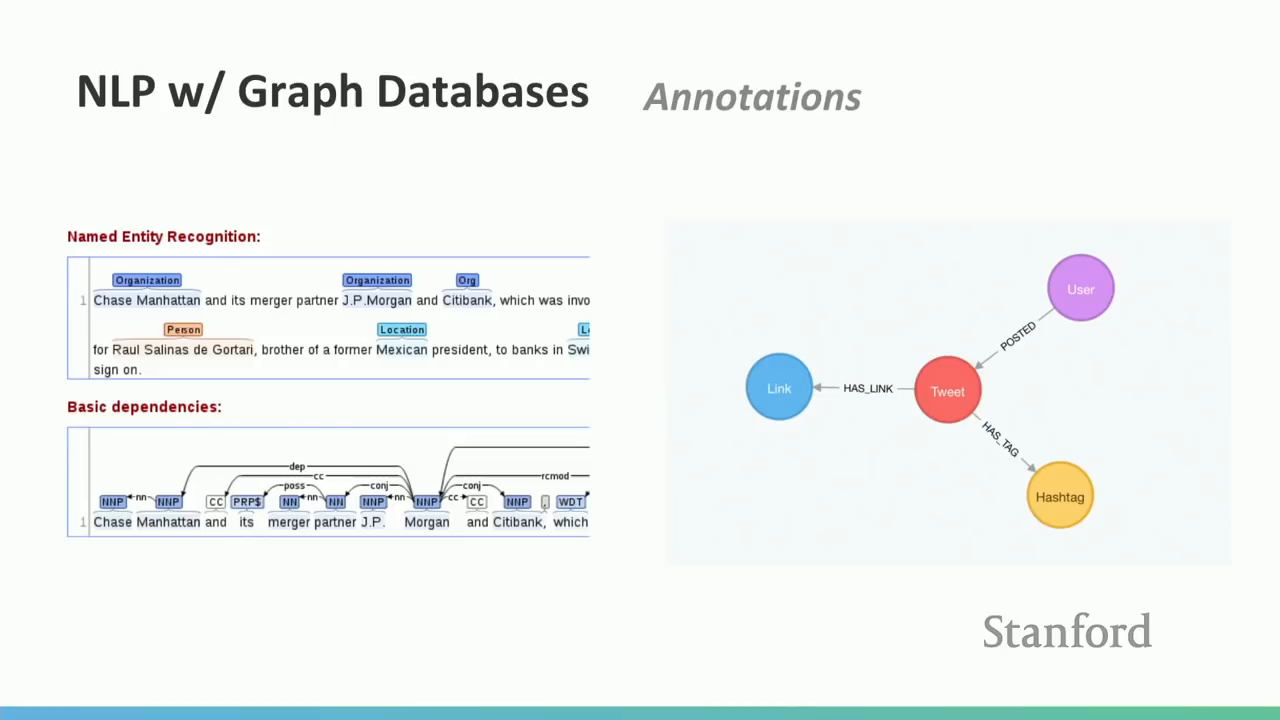 NLP w/ Graph Databases
Annotations
Named Entity Recognition:
Organization Organization Org
1 Chase Manhattan and its merger partner J.P.Morgan and Citibank, which was invo
Person Location
for Raul Salinas de Gortari, brother of a former Mexican president, to banks in Swi
sign on.
Basic dependencies:
dep
cc rcmod
poss conj conj
NNP nn NNP CC PRP$ NN nn NN NNP nn NNP cc CC NNP , WDT
1 Chase Manhattan and its merger partner J.P. Morgan and Citibank, which
User
POSTED
Link HAS_LINK Tweet
HAS_TAG
Hashtag
Stanford